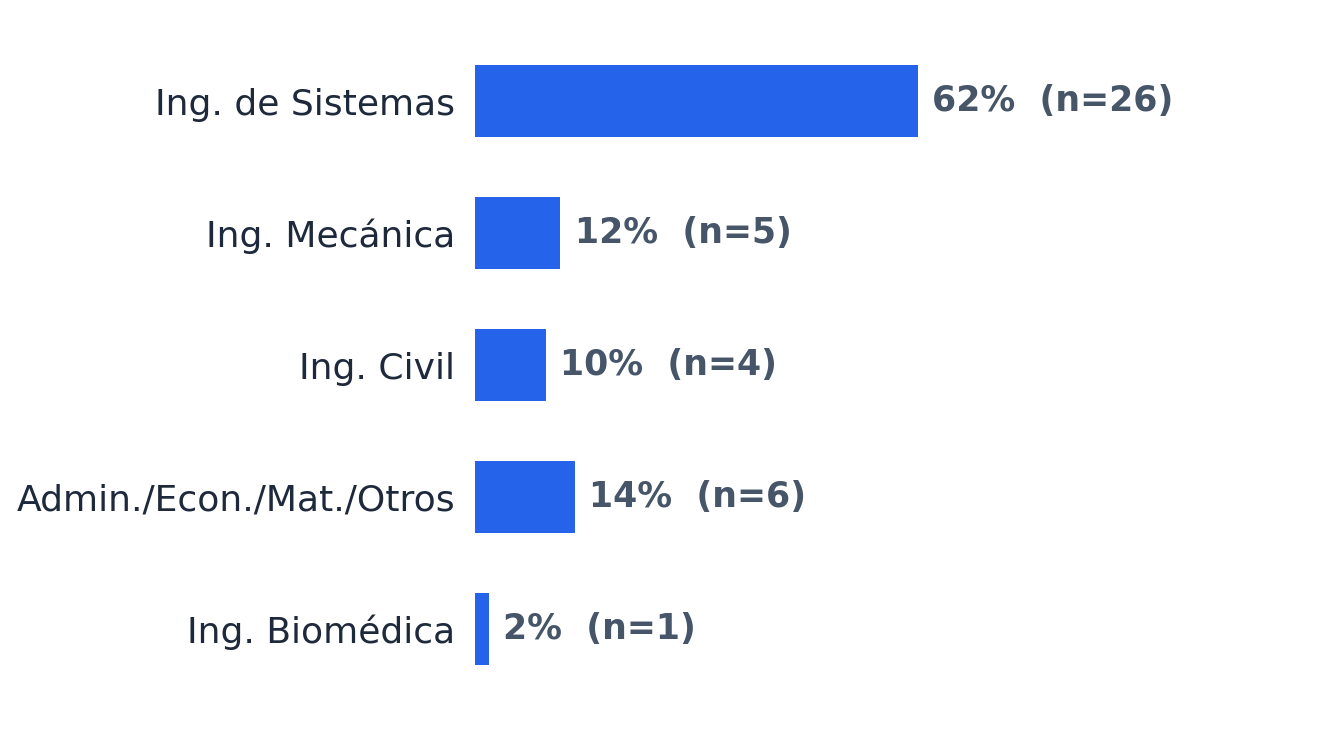 Ing. de Sistemas 62% (n=26)
Ing. Mecánica 12% (n=5)
Ing. Civil 10% (n=4)
Admin./Econ./Mat./Otros 14% (n=6)
Ing. Biomédica 2% (n=1)